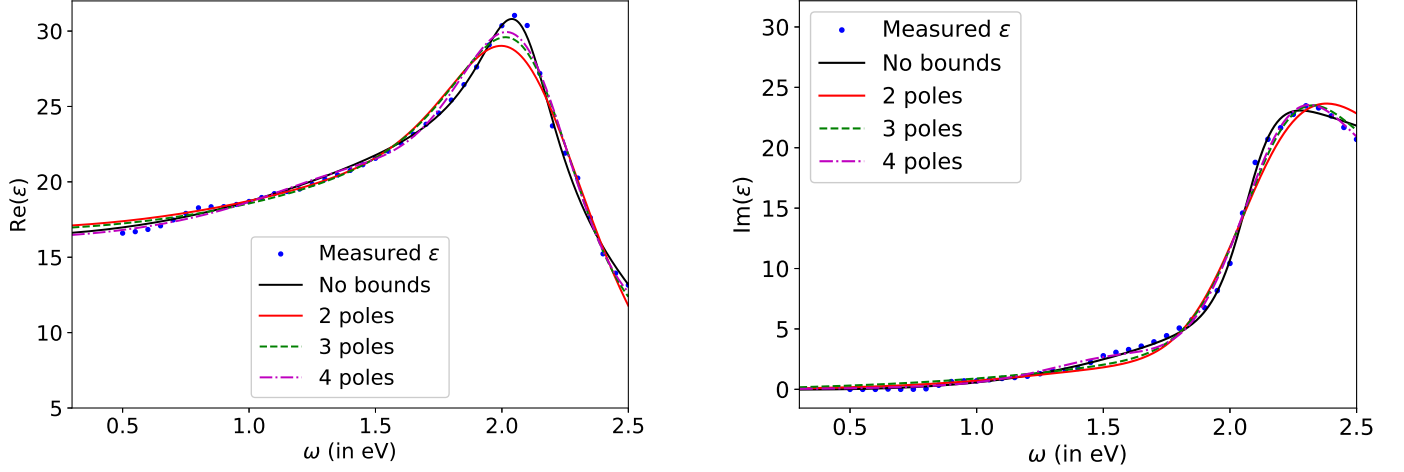 30
25
20
15
10
5
Re(ε)
Measured ε
No bounds
2 poles
3 poles
4 poles
0.5 1.0 1.5 2.0 2.5
ω (in eV)
30
25
20
15
10
5
0
Im(ε)
Measured ε
No bounds
2 poles
3 poles
4 poles
0.5 1.0 1.5 2.0 2.5
ω (in eV)